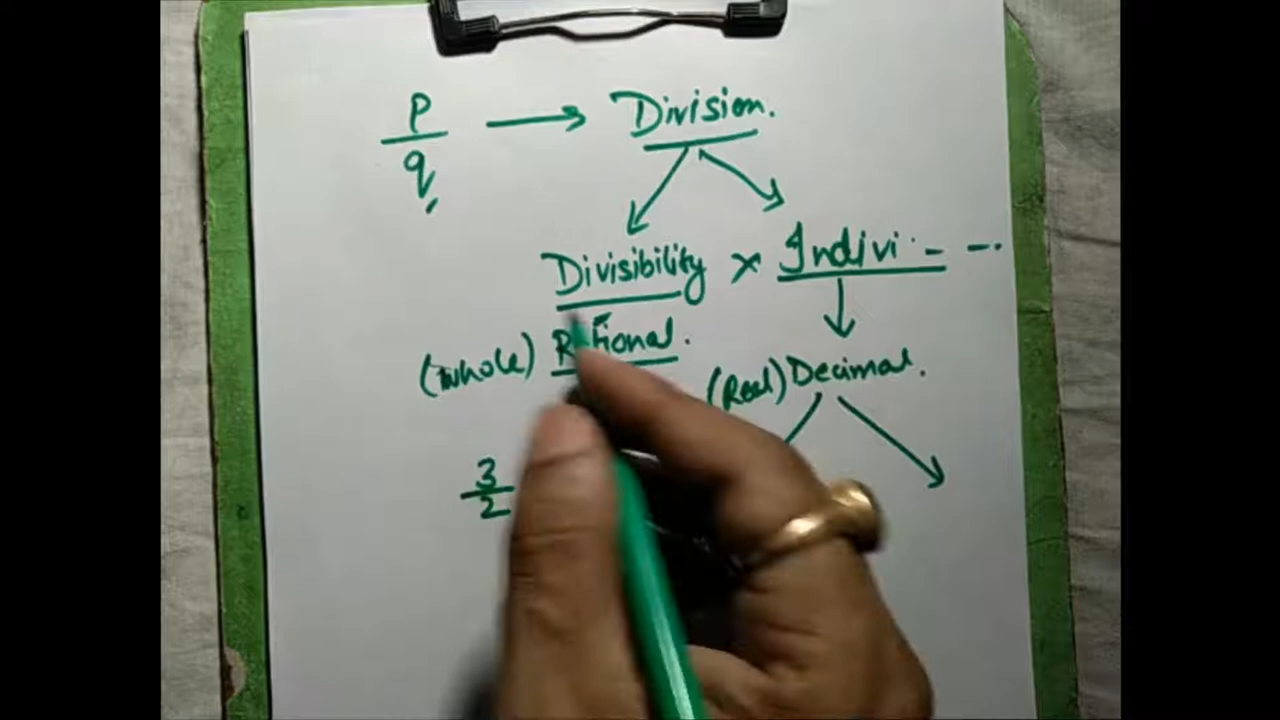 P → Division.
q
Divisibility × Indivi - -
(whole) Rational.
(Real) Decimal.
3
2